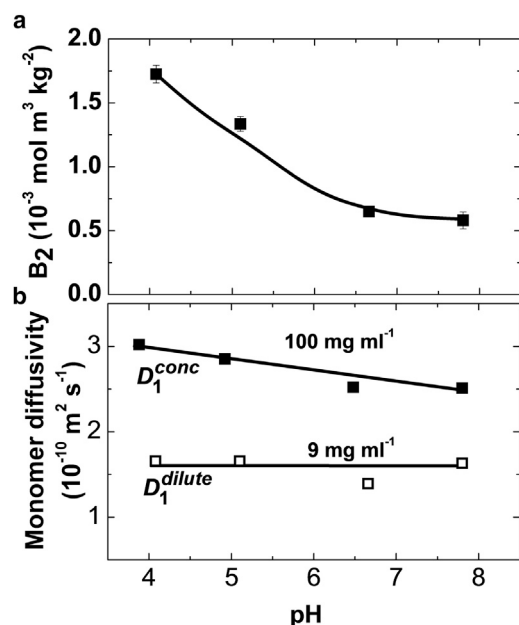 a
2.0
1.5
1.0
0.5
0.0
B₂ (10⁻³ mol m³ kg⁻²)
b
3
2
1
Monomer diffusivity
(10⁻¹⁰ m² s⁻¹)
100 mg ml⁻¹
D₁ᶜᵒⁿᶜ
9 mg ml⁻¹
D₁ᵈⁱˡᵘᵗᵉ
4 5 6 7 8
pH